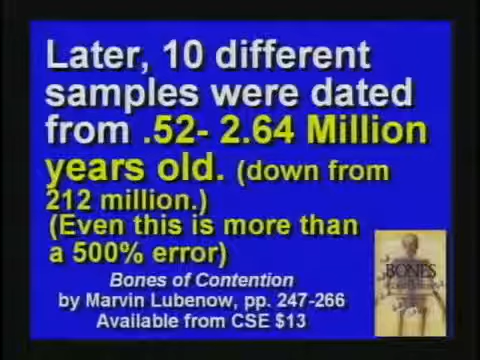 Later, 10 different
samples were dated
from .52- 2.64 Million
years old. (down from
212 million.)
(Even this is more than
a 500% error)
Bones of Contention
by Marvin Lubenow, pp. 247-266
Available from CSE $13
BONES